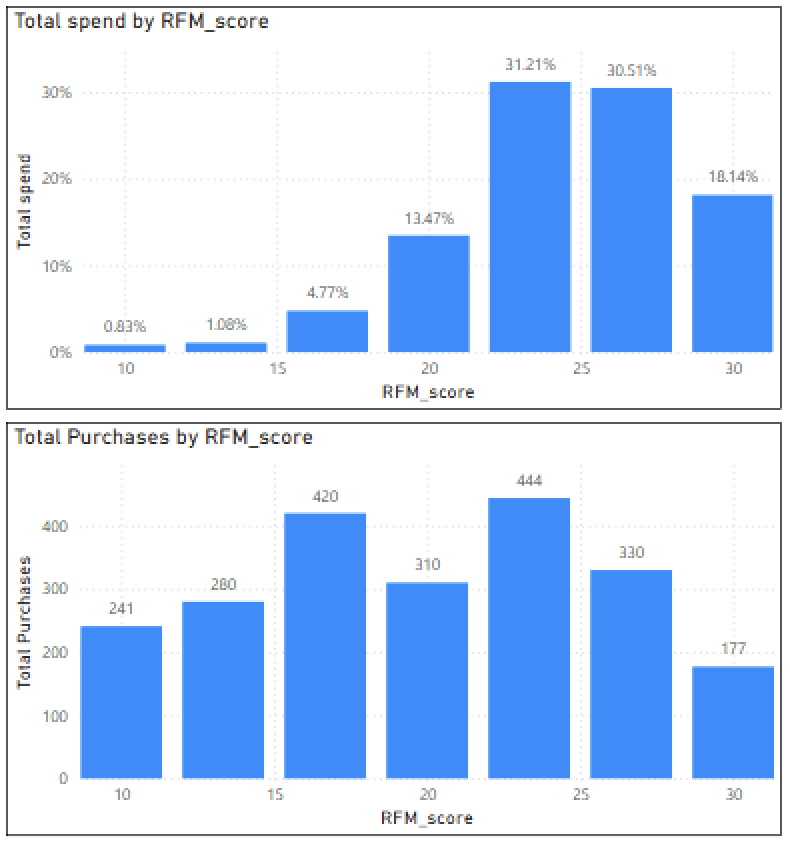 Total spend by RFM_score
31.21%
30.51%
30%
20%
18.14%
13.47%
Total spend
10%
4.77%
0.83%
1.08%
0%
10 15 20 25 30
RFM_score
Total Purchases by RFM_score
444
420
400
330
310
300
280
241
Total Purchases
200
177
100
0
10 15 20 25 30
RFM_score